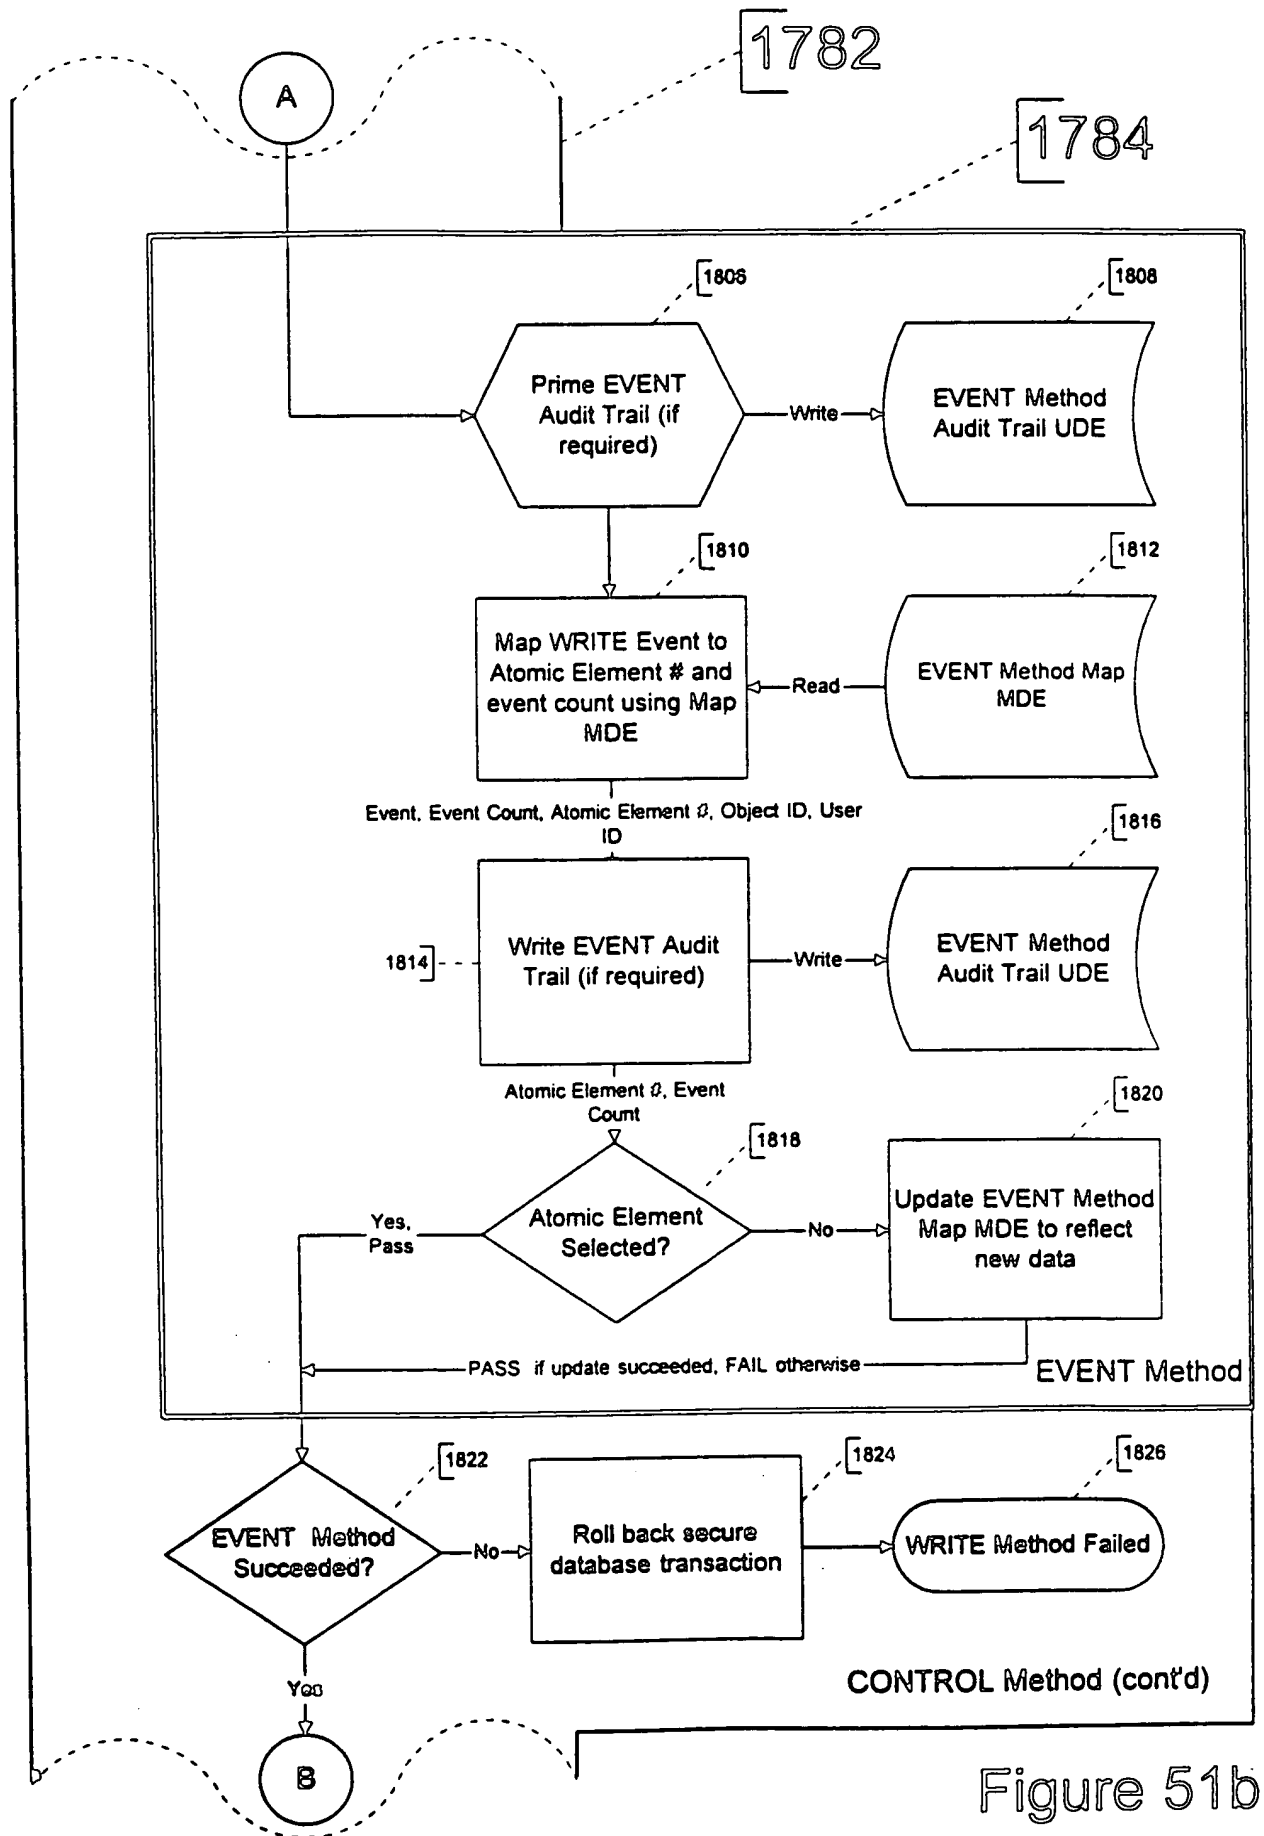 1782
A
1784
1806
1808
Prime EVENT
Audit Trail (if
required)
Write
EVENT Method
Audit Trail UDE
1810
1812
Map WRITE Event to
Atomic Element # and
event count using Map
MDE
Read
EVENT Method Map
MDE
Event, Event Count, Atomic Element #, Object ID, User
ID
1816
1814
Write EVENT Audit
Trail (if required)
Write
EVENT Method
Audit Trail UDE
Atomic Element #, Event
Count
1818
1820
Yes,
Pass
Atomic Element
Selected?
No
Update EVENT Method
Map MDE to reflect
new data
PASS if update succeeded, FAIL otherwise
EVENT Method
1822
1824
1826
EVENT Method
Succeeded?
No
Roll back secure
database transaction
WRITE Method Failed
Yes
CONTROL Method (cont'd)
B
Figure 51b